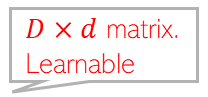 D × d matrix.
Learnable